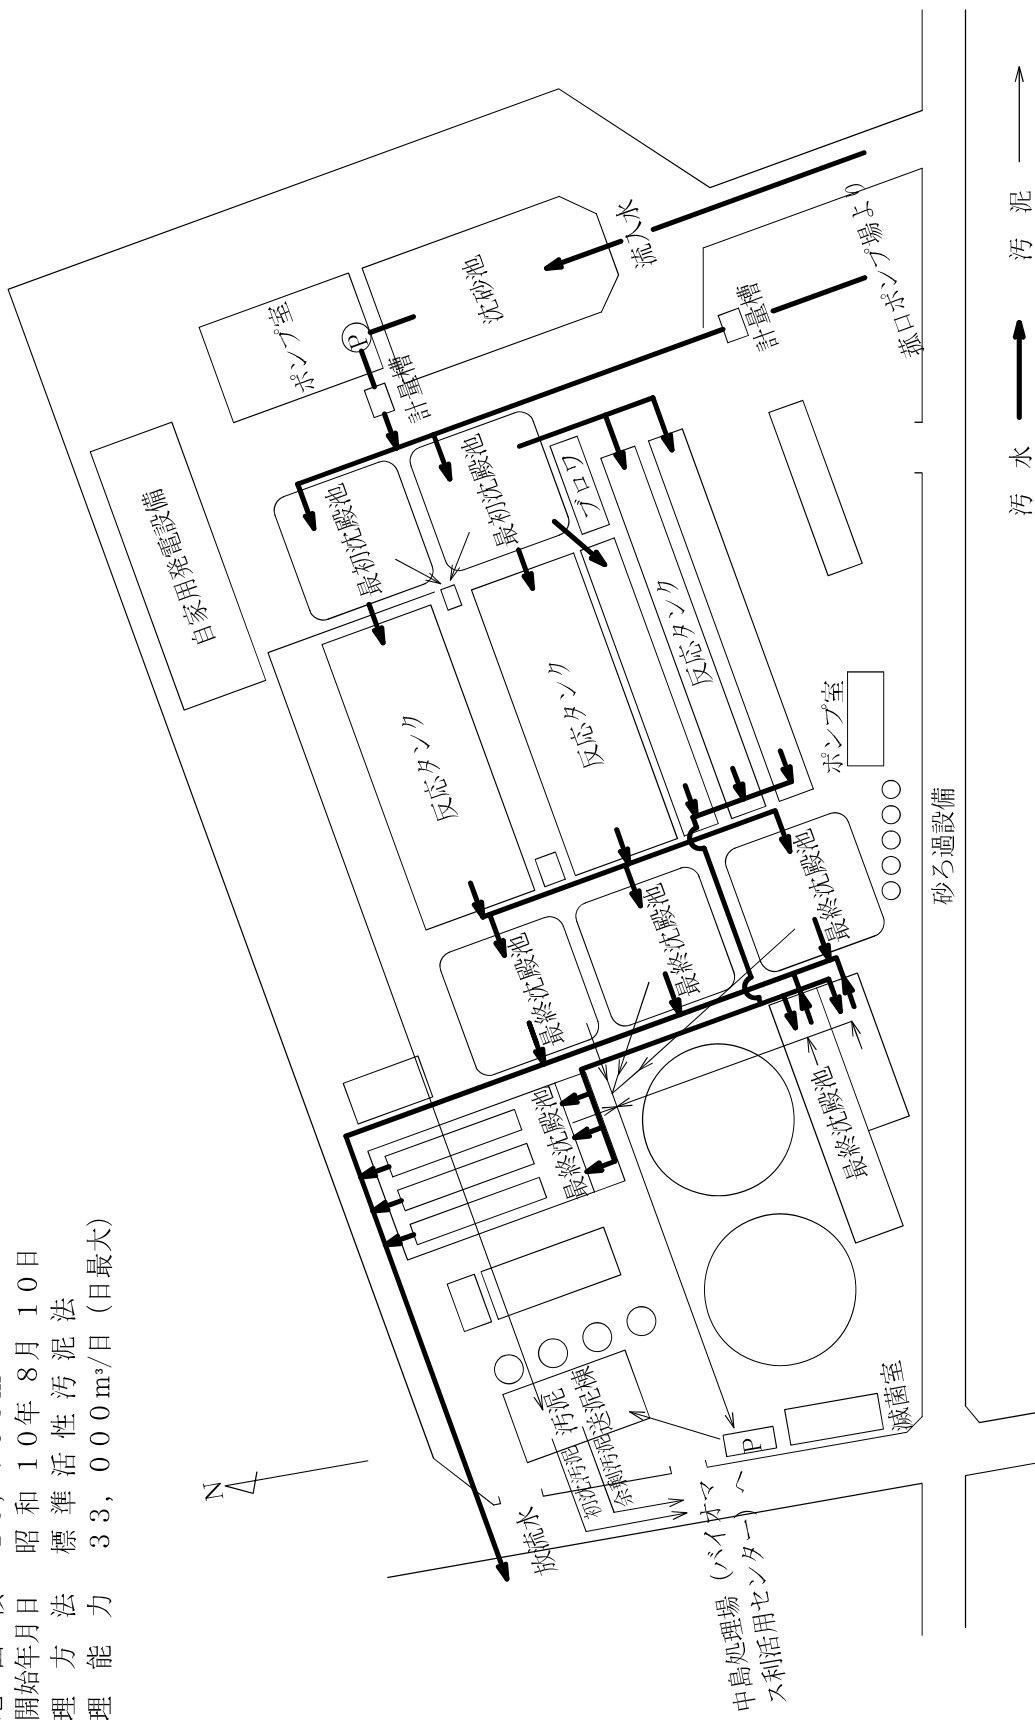 開始年月日 昭和10年8月10日
理方法 標準活性汚泥法
理能力 33,000m³/日(日最大)
N
自家用発電設備
ポンプ室
P
沈砂池
計量槽
流入水
計量槽
菰口ポンプ場より
最初沈殿池
最初沈殿池
ブロワ
反応タンク
反応タンク
反応タンク
ポンプ室
砂ろ過設備
最終沈殿池
最終沈殿池
最終沈殿池
最終沈殿池
最終沈殿池
汚泥
送泥棟
初沈汚泥
余剰汚泥
P
滅菌室
放流水
中島処理場(バイオマ
ス利活用センター)へ
汚水
汚泥